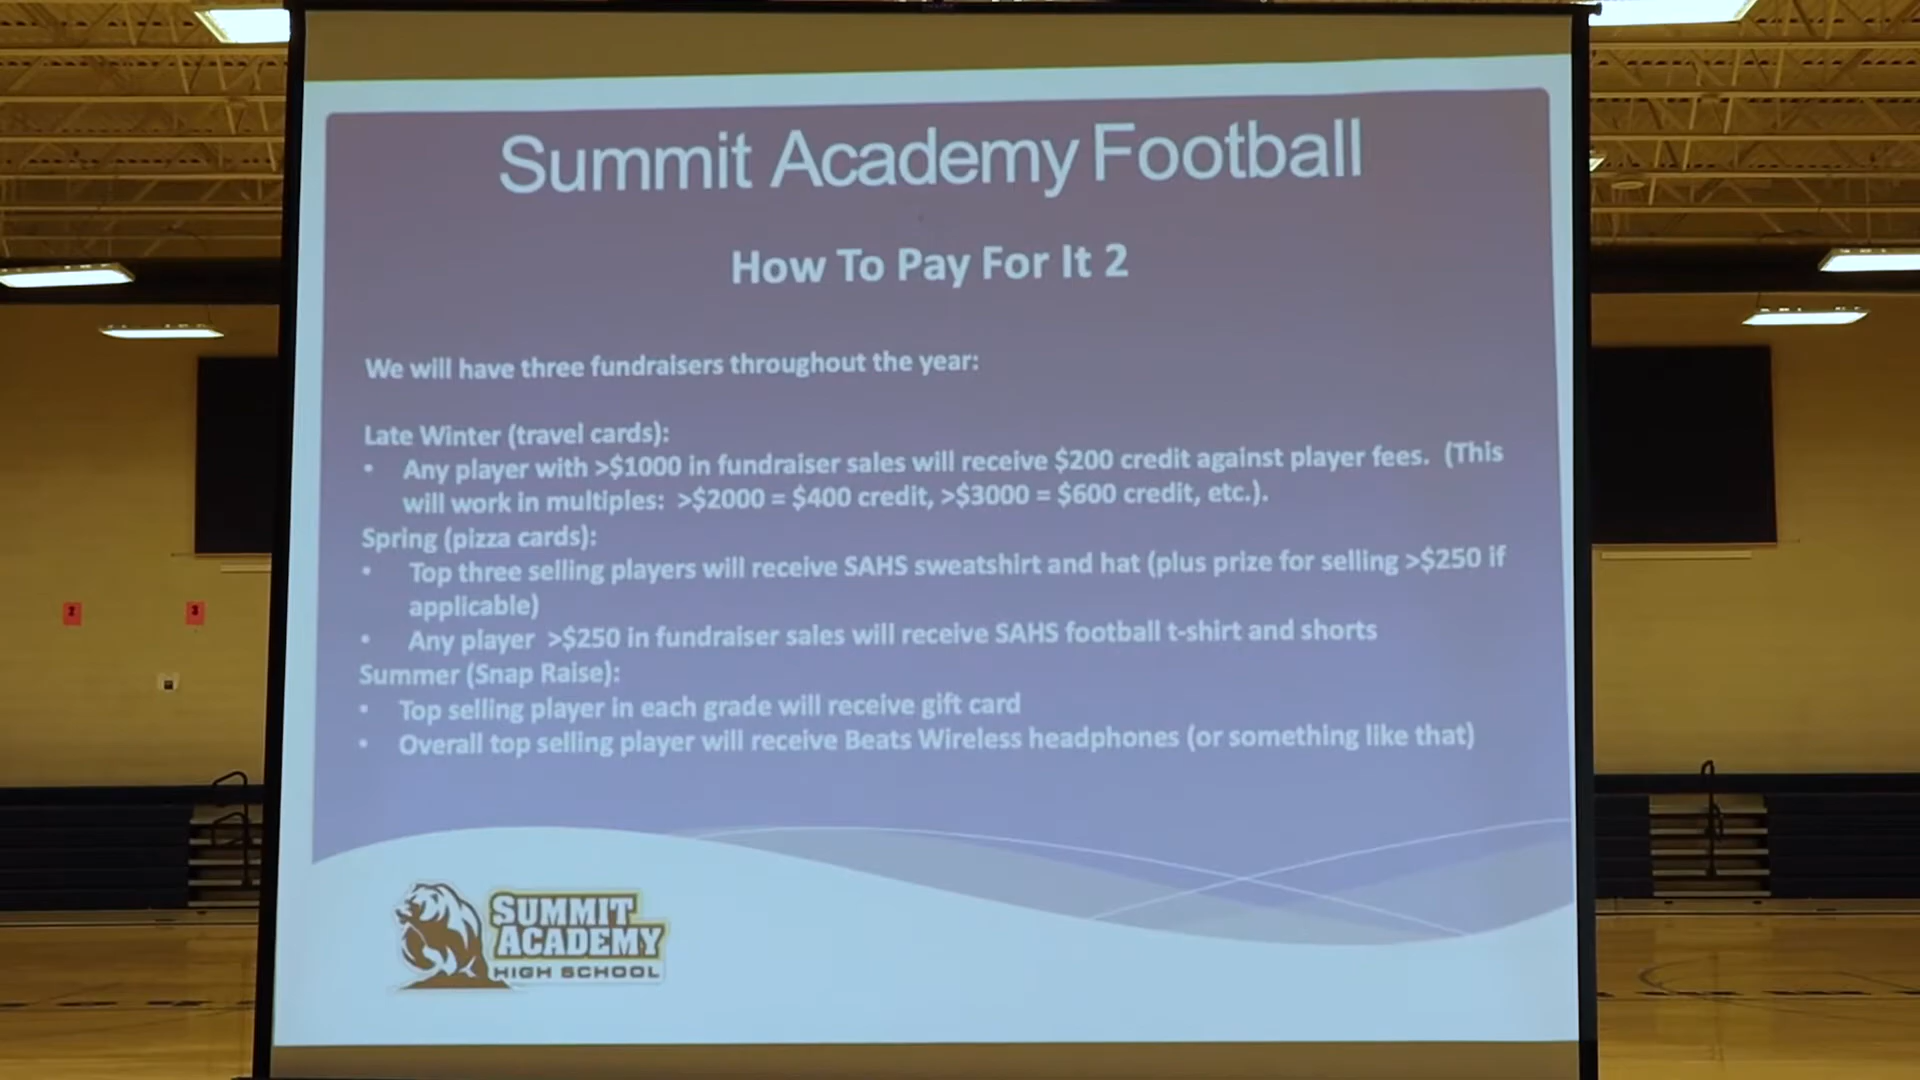 Summit Academy Football
How To Pay For It 2
We will have three fundraisers throughout the year:
Late Winter (travel cards):
• Any player with >$1000 in fundraiser sales will receive $200 credit against player fees. (This
will work in multiples: >$2000 = $400 credit, >$3000 = $600 credit, etc.).
Spring (pizza cards):
• Top three selling players will receive SAHS sweatshirt and hat (plus prize for selling >$250 if
applicable)
• Any player >$250 in fundraiser sales will receive SAHS football t-shirt and shorts
Summer (Snap Raise):
• Top selling player in each grade will receive gift card
• Overall top selling player will receive Beats Wireless headphones (or something like that)
2
3
SUMMIT
ACADEMY
HIGH SCHOOL